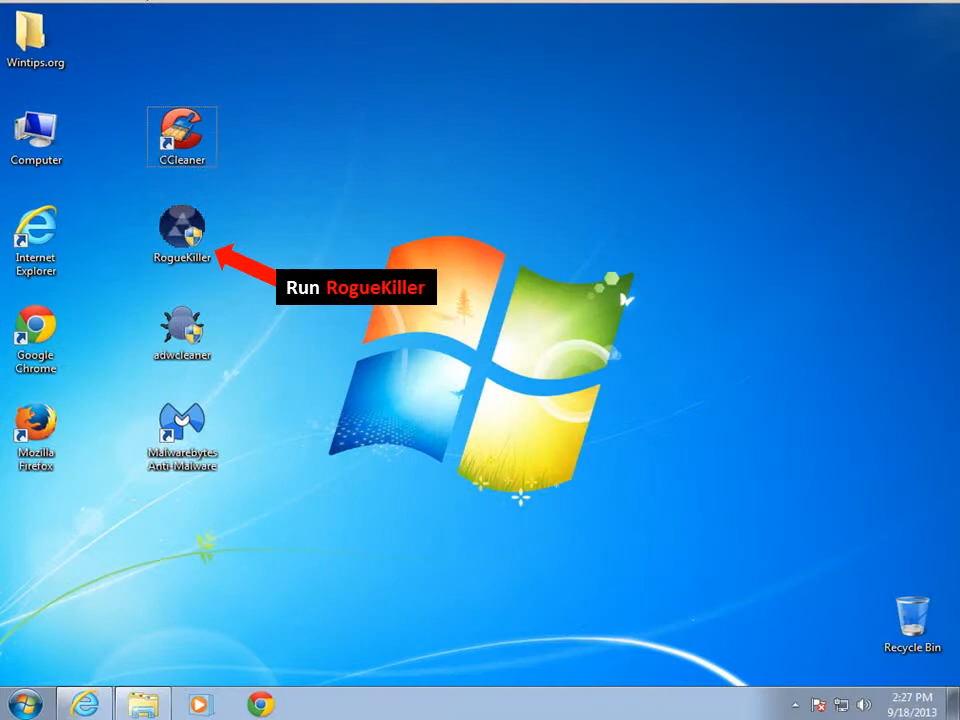 Wintips.org
Computer
CCleaner
Internet
Explorer
RogueKiller
Run RogueKiller
Google
Chrome
adwcleaner
Mozilla
Firefox
Malwarebytes
Anti-Malware
Recycle Bin
2:27 PM
9/18/2013